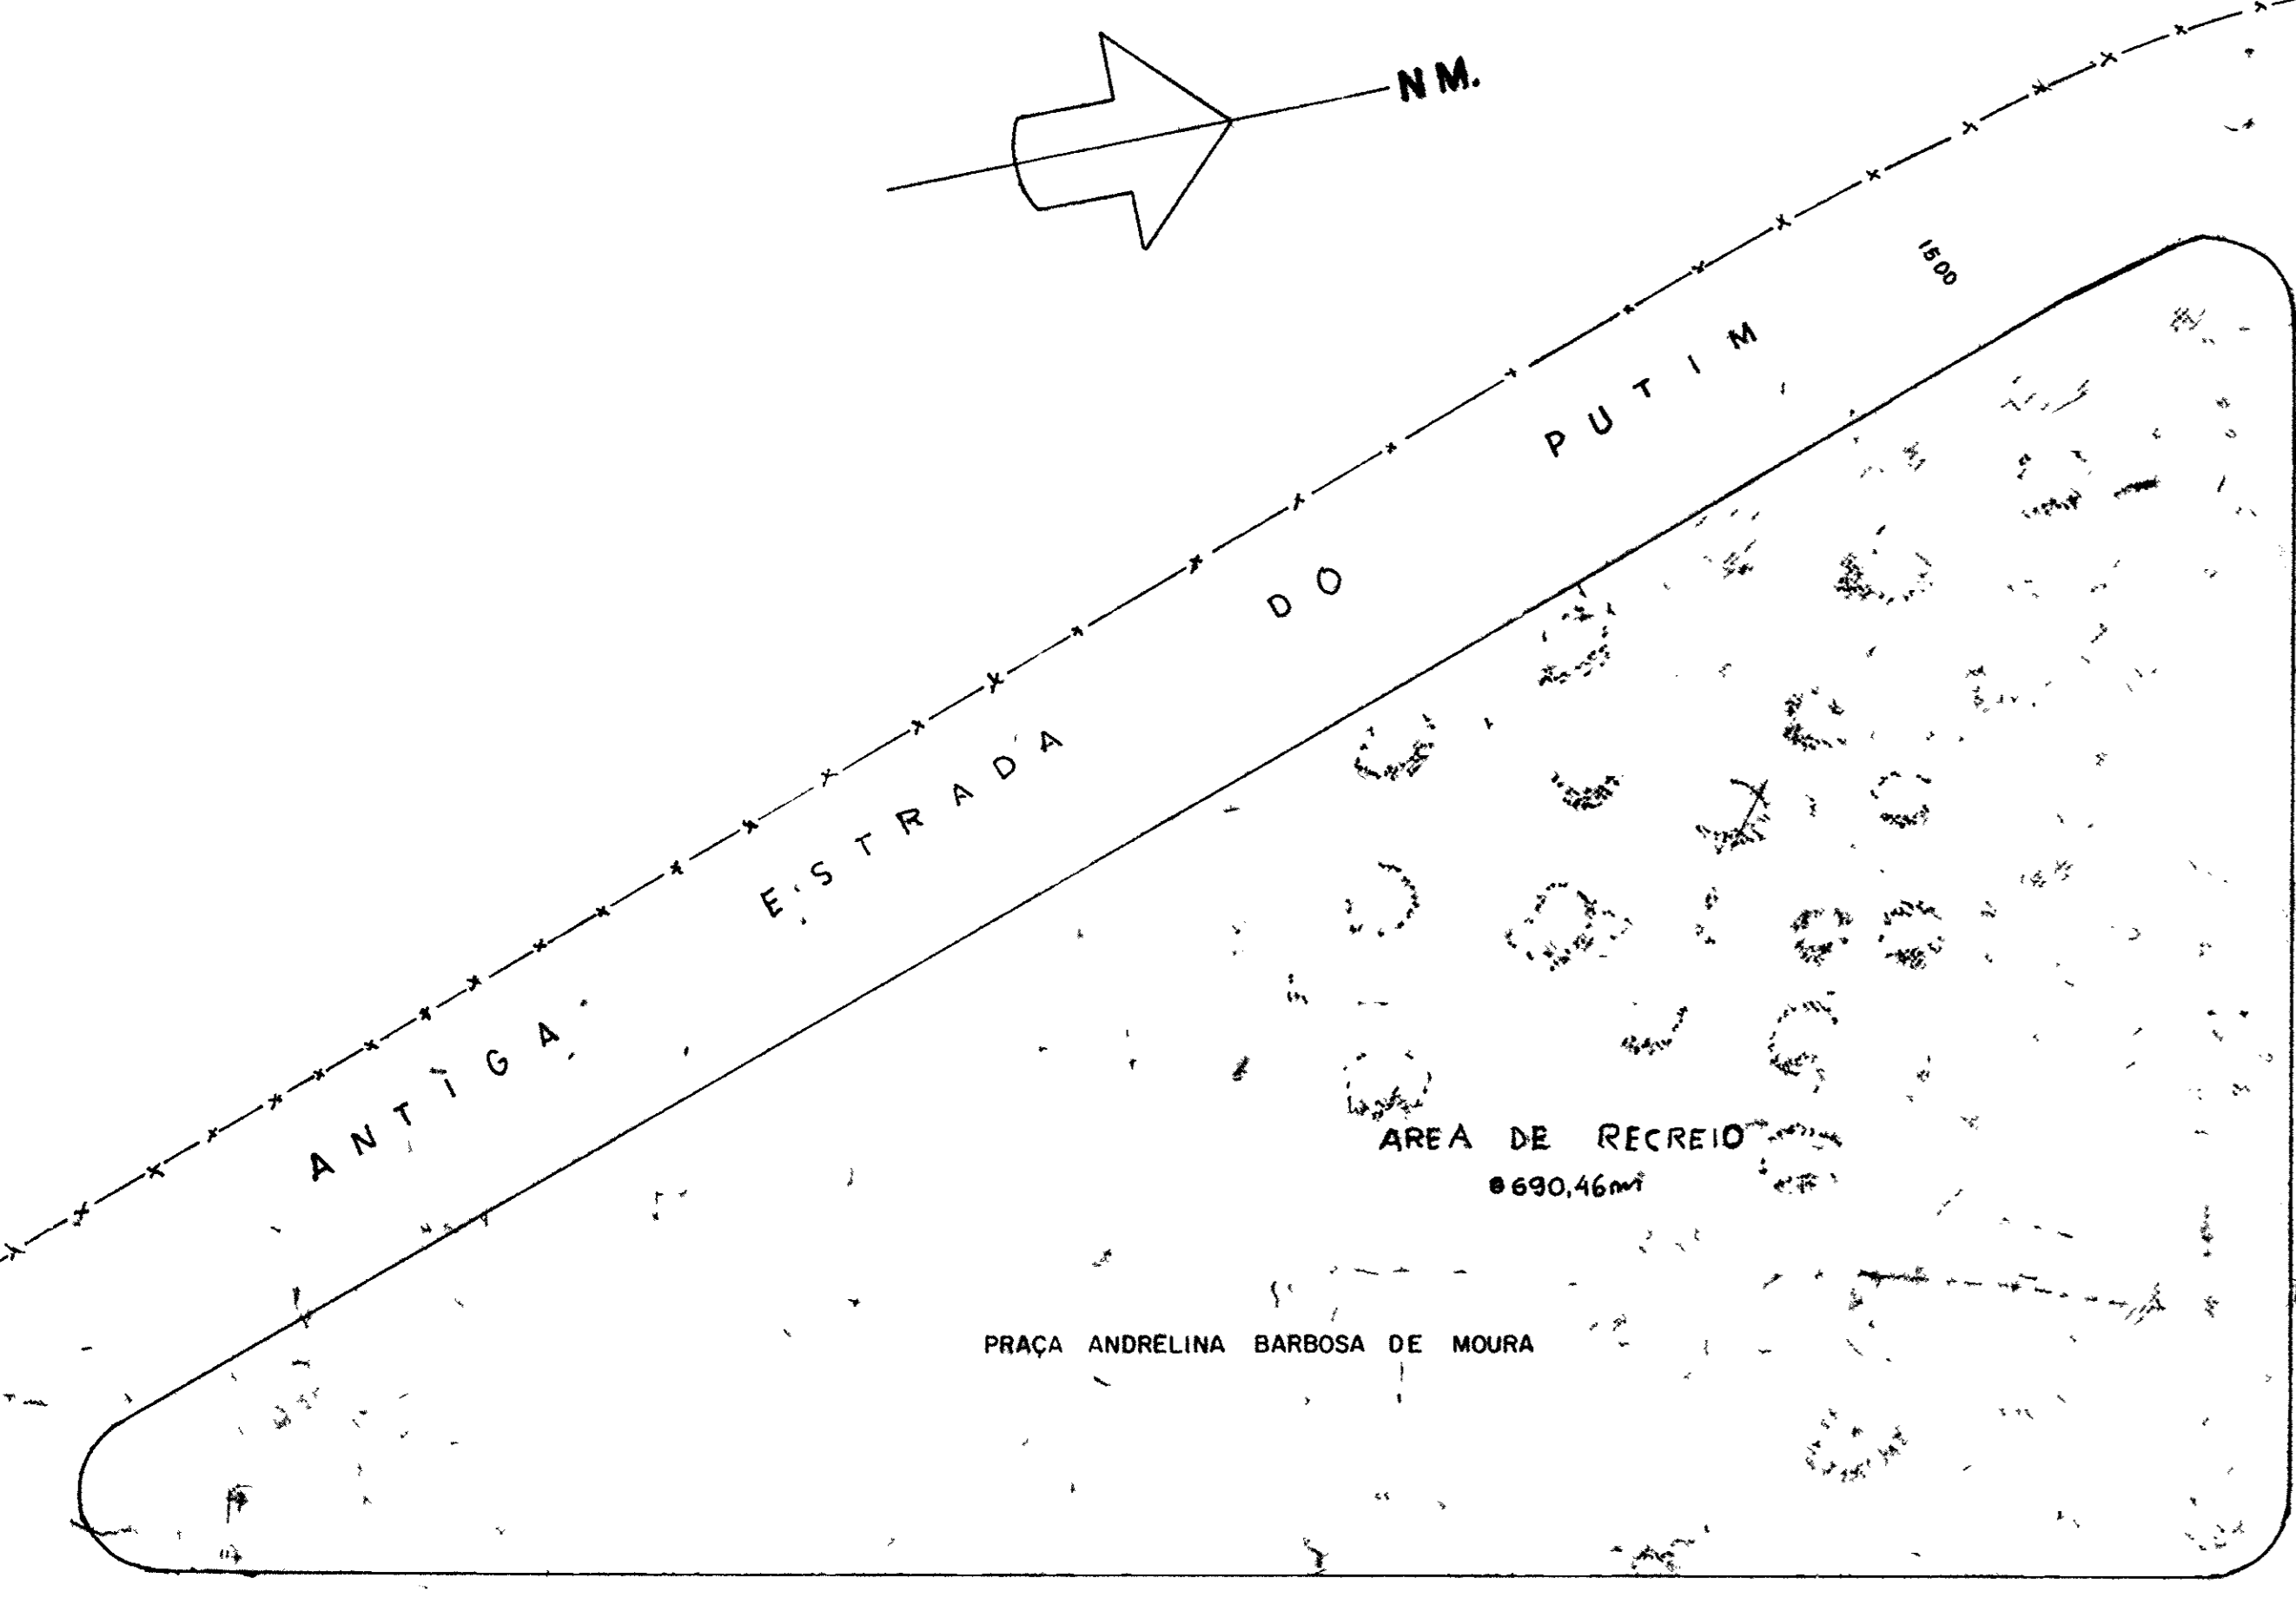 NM.
1500
ANTIGA ESTRADA DO PUTIM
AREA DE RECREIO
8690,46m²
PRAÇA ANDRELINA BARBOSA DE MOURA